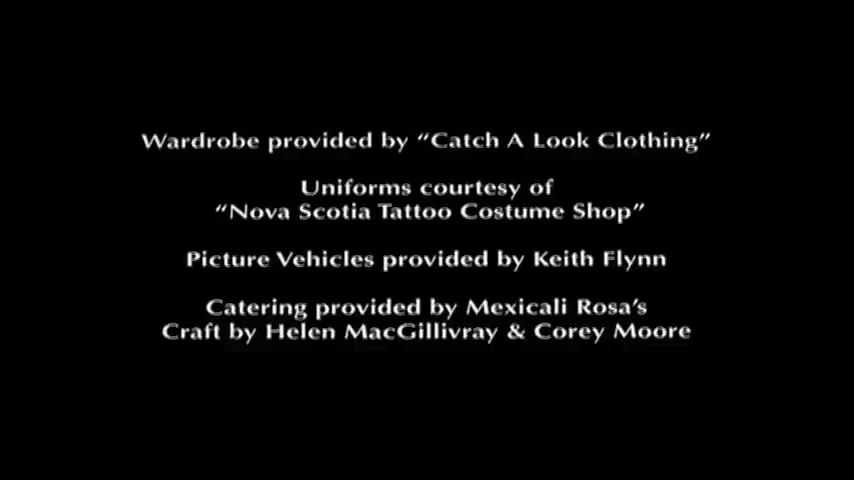 Wardrobe provided by “Catch A Look Clothing”
Uniforms courtesy of
“Nova Scotia Tattoo Costume Shop”
Picture Vehicles provided by Keith Flynn
Catering provided by Mexicali Rosa’s
Craft by Helen MacGillivray & Corey Moore